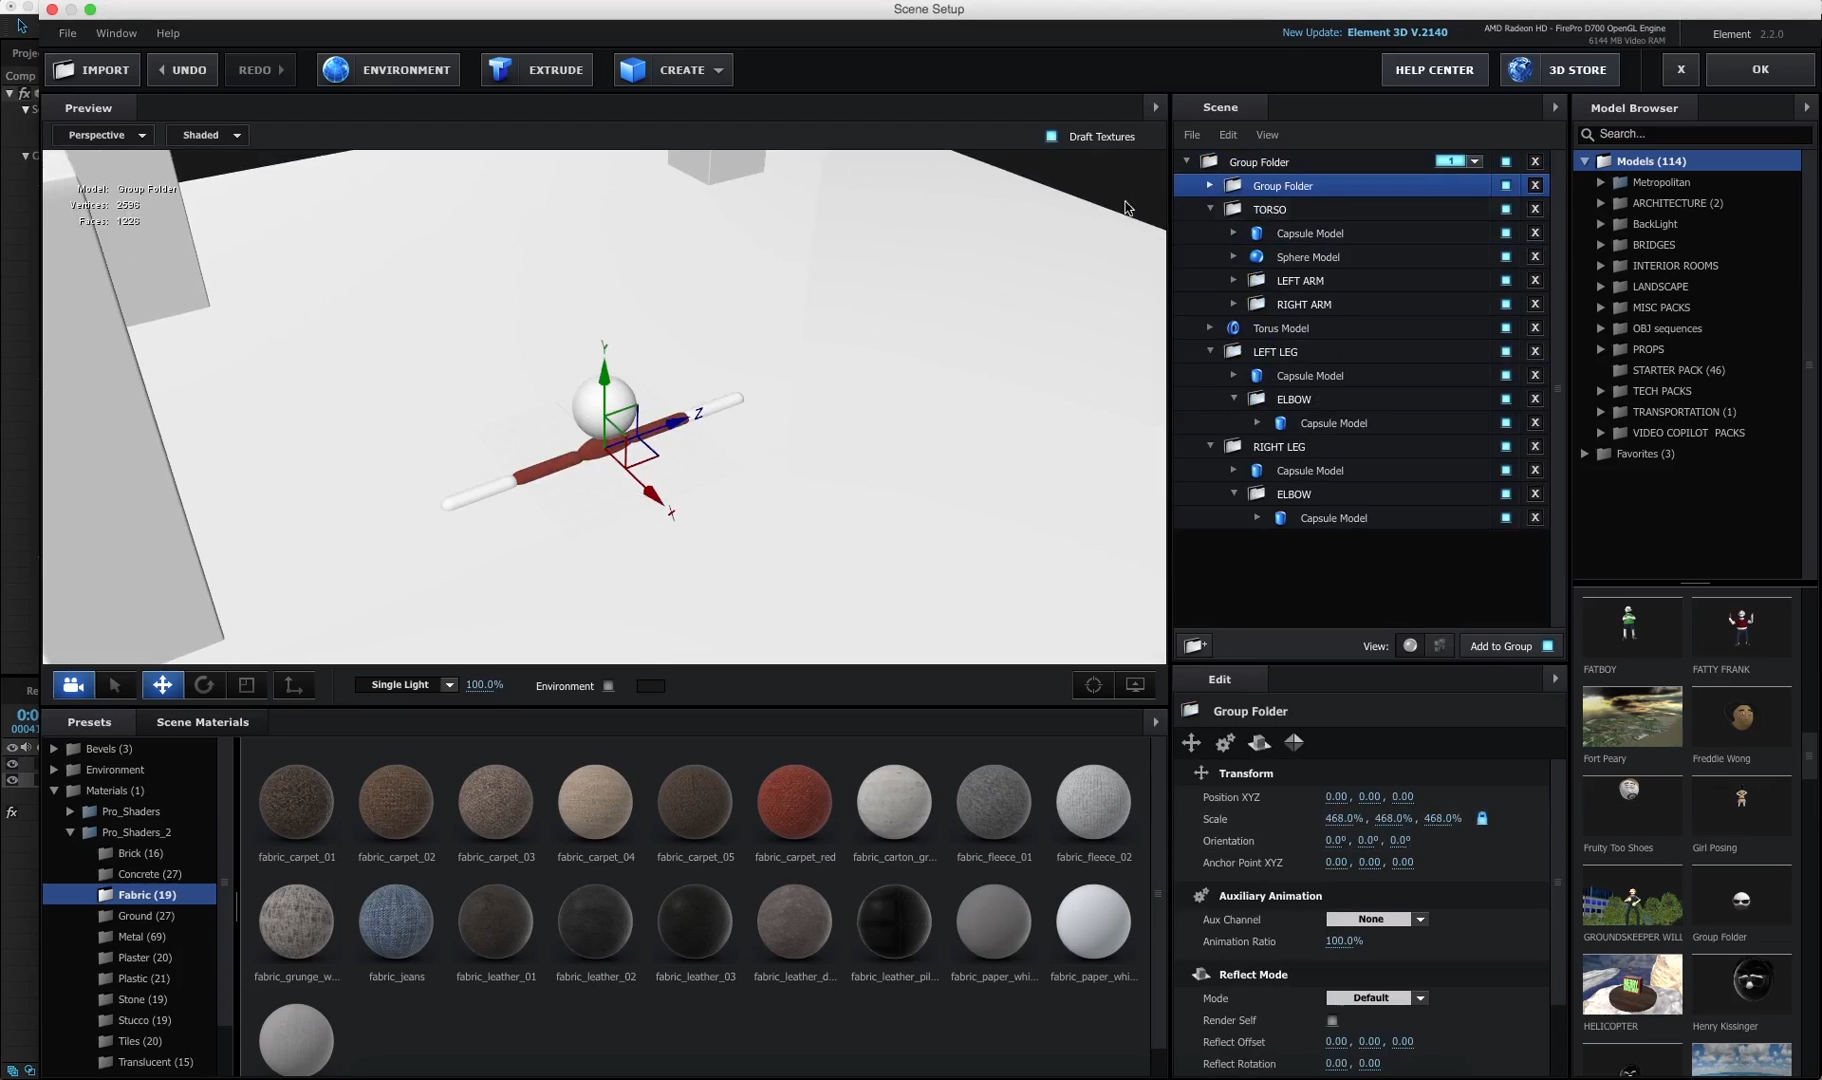 Scene Setup
File Window Help
New Update: Element 3D V.2140
AMD Radeon HD - FirePro D700 OpenGL Engine
6144 MB Video RAM
Element 2.2.0
IMPORT
UNDO
REDO
ENVIRONMENT
EXTRUDE
CREATE
HELP CENTER
3D STORE
X
OK
Proje
Comp
fx
Preview
Perspective
Shaded
Draft Textures
Model: Group Folder
Vertices: 2596
Faces: 1226
Y
Z
X
Single Light
100.0%
Environment
Scene
File Edit View
Group Folder 1 X
Group Folder X
TORSO X
Capsule Model X
Sphere Model X
LEFT ARM X
RIGHT ARM X
Torus Model X
LEFT LEG X
Capsule Model X
ELBOW X
Capsule Model X
RIGHT LEG X
Capsule Model X
ELBOW X
Capsule Model X
View:
Add to Group
Model Browser
Search...
Models (114)
Metropolitan
ARCHITECTURE (2)
BackLight
BRIDGES
INTERIOR ROOMS
LANDSCAPE
MISC PACKS
OBJ sequences
PROPS
STARTER PACK (46)
TECH PACKS
TRANSPORTATION (1)
VIDEO COPILOT PACKS
Favorites (3)
FATBOY
FATTY FRANK
Fort Peary
Freddie Wong
Fruity Too Shoes
Girl Posing
GROUNDSKEEPER WILL
Group Folder
HELICOPTER
Henry Kissinger
Edit
Group Folder
Transform
Position XYZ 0.00, 0.00, 0.00
Scale 468.0%, 468.0%, 468.0%
Orientation 0.0°, 0.0°, 0.0°
Anchor Point XYZ 0.00, 0.00, 0.00
Auxiliary Animation
Aux Channel None
Animation Ratio 100.0%
Reflect Mode
Mode Default
Render Self
Reflect Offset 0.00, 0.00, 0.00
Reflect Rotation 0.00, 0.00
Re
0:0
00041
fx
Presets
Scene Materials
Bevels (3)
Environment
Materials (1)
Pro_Shaders
Pro_Shaders_2
Brick (16)
Concrete (27)
Fabric (19)
Ground (27)
Metal (69)
Plaster (20)
Plastic (21)
Stone (19)
Stucco (19)
Tiles (20)
Translucent (15)
fabric_carpet_01
fabric_carpet_02
fabric_carpet_03
fabric_carpet_04
fabric_carpet_05
fabric_carpet_red
fabric_carton_gr...
fabric_fleece_01
fabric_fleece_02
fabric_grunge_w...
fabric_jeans
fabric_leather_01
fabric_leather_02
fabric_leather_03
fabric_leather_d...
fabric_leather_pil...
fabric_paper_whi...
fabric_paper_whi...